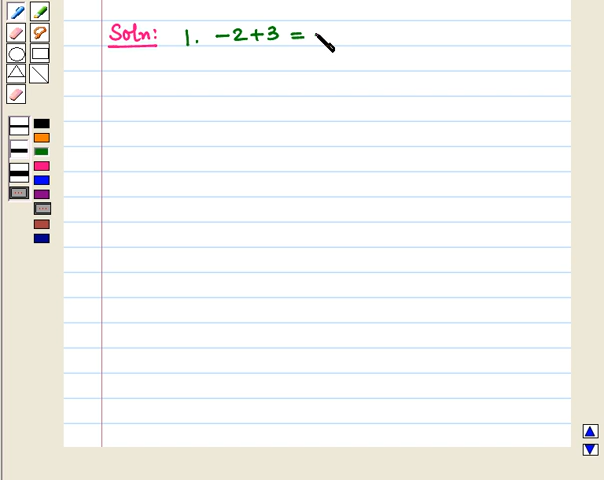 Soln: 1. -2+3 =